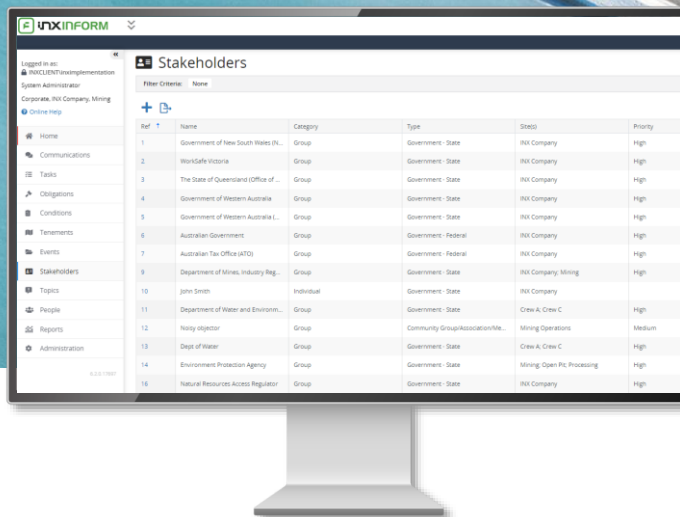 INXINFORM
Logged in as:
INXCLIENT\inximplementation
System Administrator
Corporate, INX Company, Mining
Online Help
Home
Communications
Tasks
Obligations
Conditions
Tenements
Events
Stakeholders
Topics
People
Reports
Administration
Stakeholders
Filter Criteria: None
Ref Name Category Type Site(s) Priority
1 Government of New South Wales (N... Group Government - State INX Company High
2 WorkSafe Victoria Group Government - State INX Company High
3 The State of Queensland (Office of ... Group Government - State INX Company High
4 Government of Western Australia Group Government - State INX Company High
5 Government of Western Australia (... Group Government - State INX Company High
6 Australian Government Group Government - Federal INX Company High
7 Australian Tax Office (ATO) Group Government - Federal INX Company High
9 Department of Mines, Industry Reg... Group Government - State INX Company; Mining High
10 John Smith Individual Government - State INX Company
11 Department of Water and Environm... Group Government - State Crew A; Crew C High
12 Noisy objector Group Community Group/Association/Me... Mining Operations Medium
13 Dept of Water Group Government - State Crew A; Crew C High
14 Environment Protection Agency Group Government - State Mining; Open Pit; Processing High
16 Natural Resources Access Regulator Group Government - State INX Company High